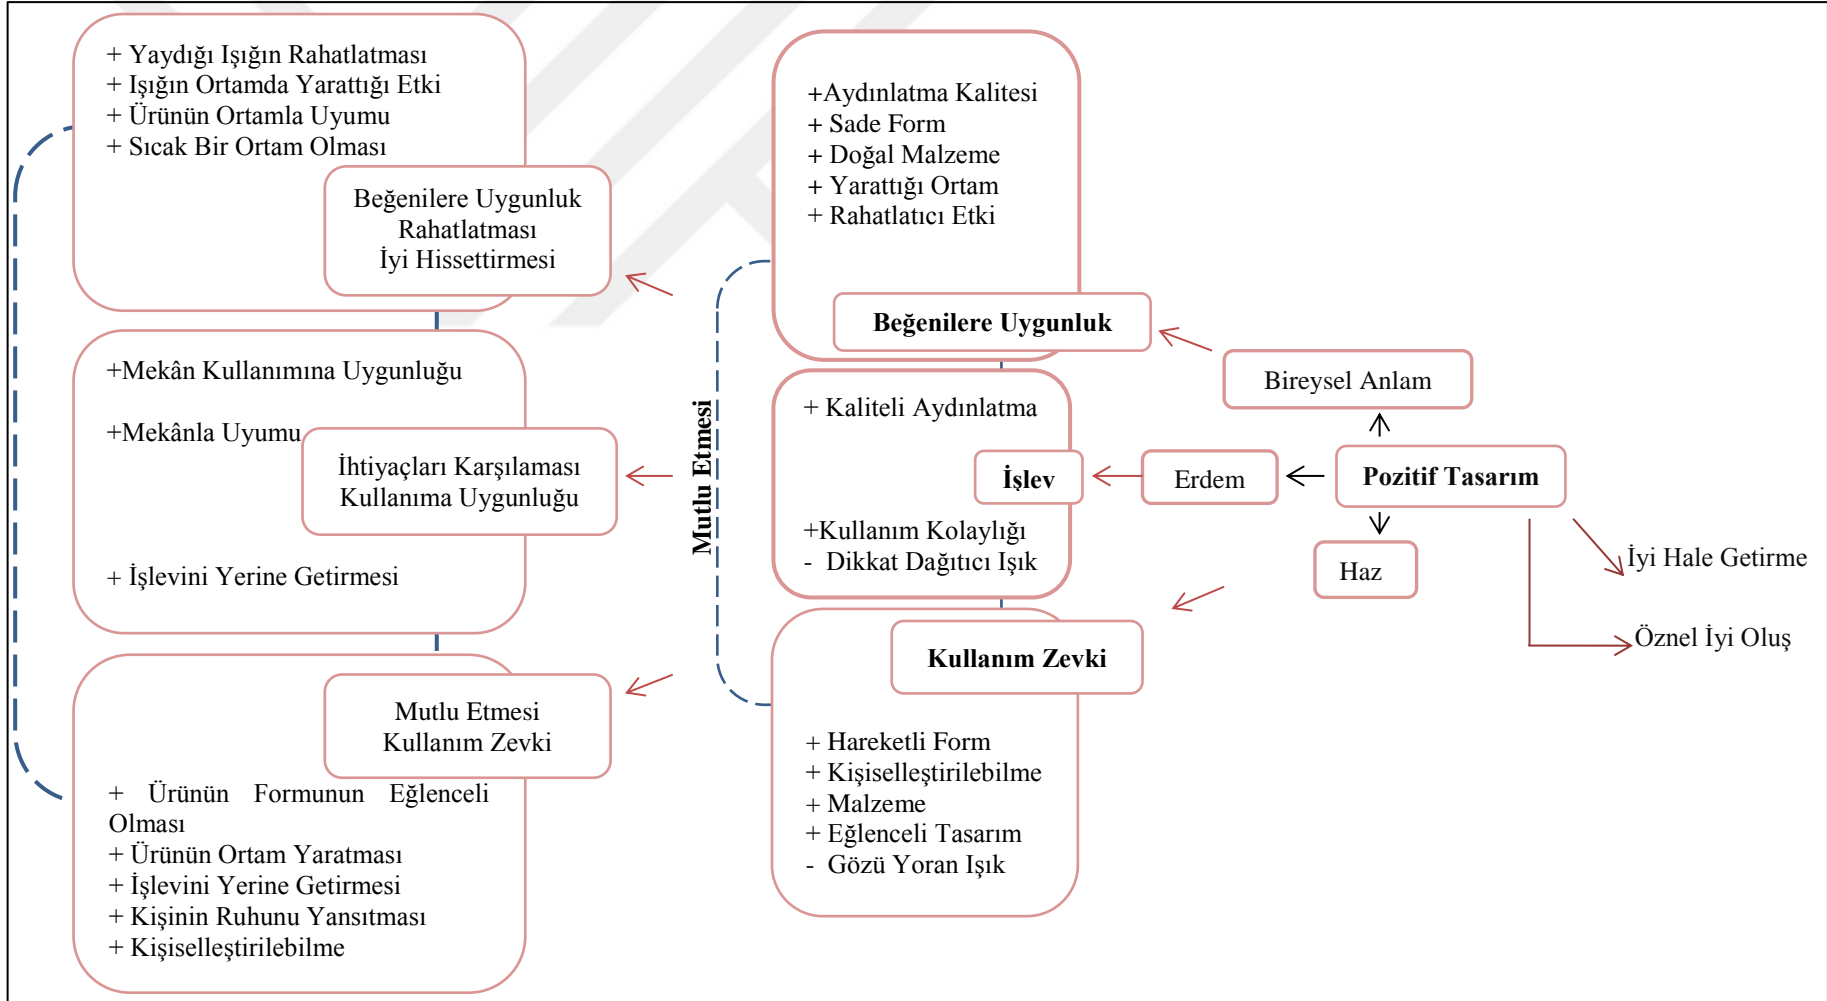 + Yaydığı Işığın Rahatlatması
+ Işığın Ortamda Yarattığı Etki
+ Ürünün Ortamla Uyumu
+ Sıcak Bir Ortam Olması
Beğenilere Uygunluk
Rahatlatması
İyi Hissettirmesi
+Mekân Kullanımına Uygunluğu
+Mekânla Uyumu
İhtiyaçları Karşılaması
Kullanıma Uygunluğu
+ İşlevini Yerine Getirmesi
Mutlu Etmesi
Kullanım Zevki
+ Ürünün Formunun Eğlenceli
Olması
+ Ürünün Ortam Yaratması
+ İşlevini Yerine Getirmesi
+ Kişinin Ruhunu Yansıtması
+ Kişiselleştirilebilme
Mutlu Etmesi
+Aydınlatma Kalitesi
+ Sade Form
+ Doğal Malzeme
+ Yarattığı Ortam
+ Rahatlatıcı Etki
Beğenilere Uygunluk
+ Kaliteli Aydınlatma
İşlev
+Kullanım Kolaylığı
- Dikkat Dağıtıcı Işık
Kullanım Zevki
+ Hareketli Form
+ Kişiselleştirilebilme
+ Malzeme
+ Eğlenceli Tasarım
- Gözü Yoran Işık
Bireysel Anlam
Erdem
Pozitif Tasarım
Haz
İyi Hale Getirme
Öznel İyi Oluş